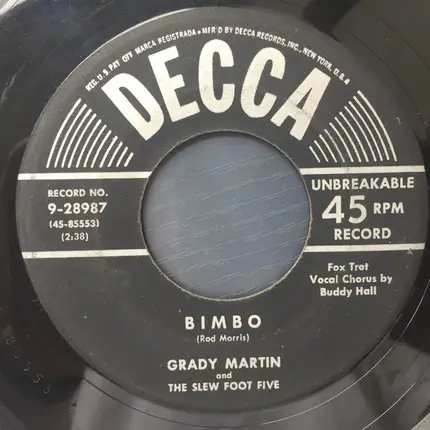 REG. U.S. PAT. OFF. MARCA REGISTRADA • MF'R'D BY DECCA RECORDS, INC., NEW YORK, U.S.A.
DECCA
RECORD NO.
9-28987
(45-85553)
(2:38)
UNBREAKABLE
45 RPM
RECORD
Fox Trot
Vocal Chorus by
Buddy Hall
BIMBO
(Rod Morris)
GRADY MARTIN
and
THE SLEW FOOT FIVE